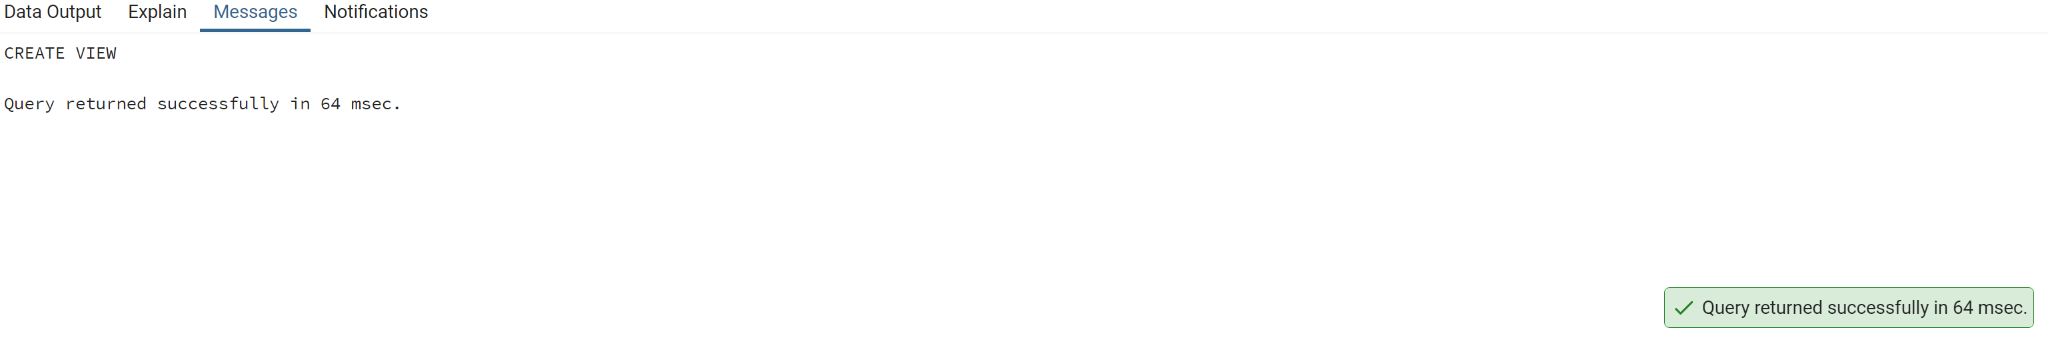 Data Output Explain Messages Notifications
CREATE VIEW
Query returned successfully in 64 msec.
Query returned successfully in 64 msec.